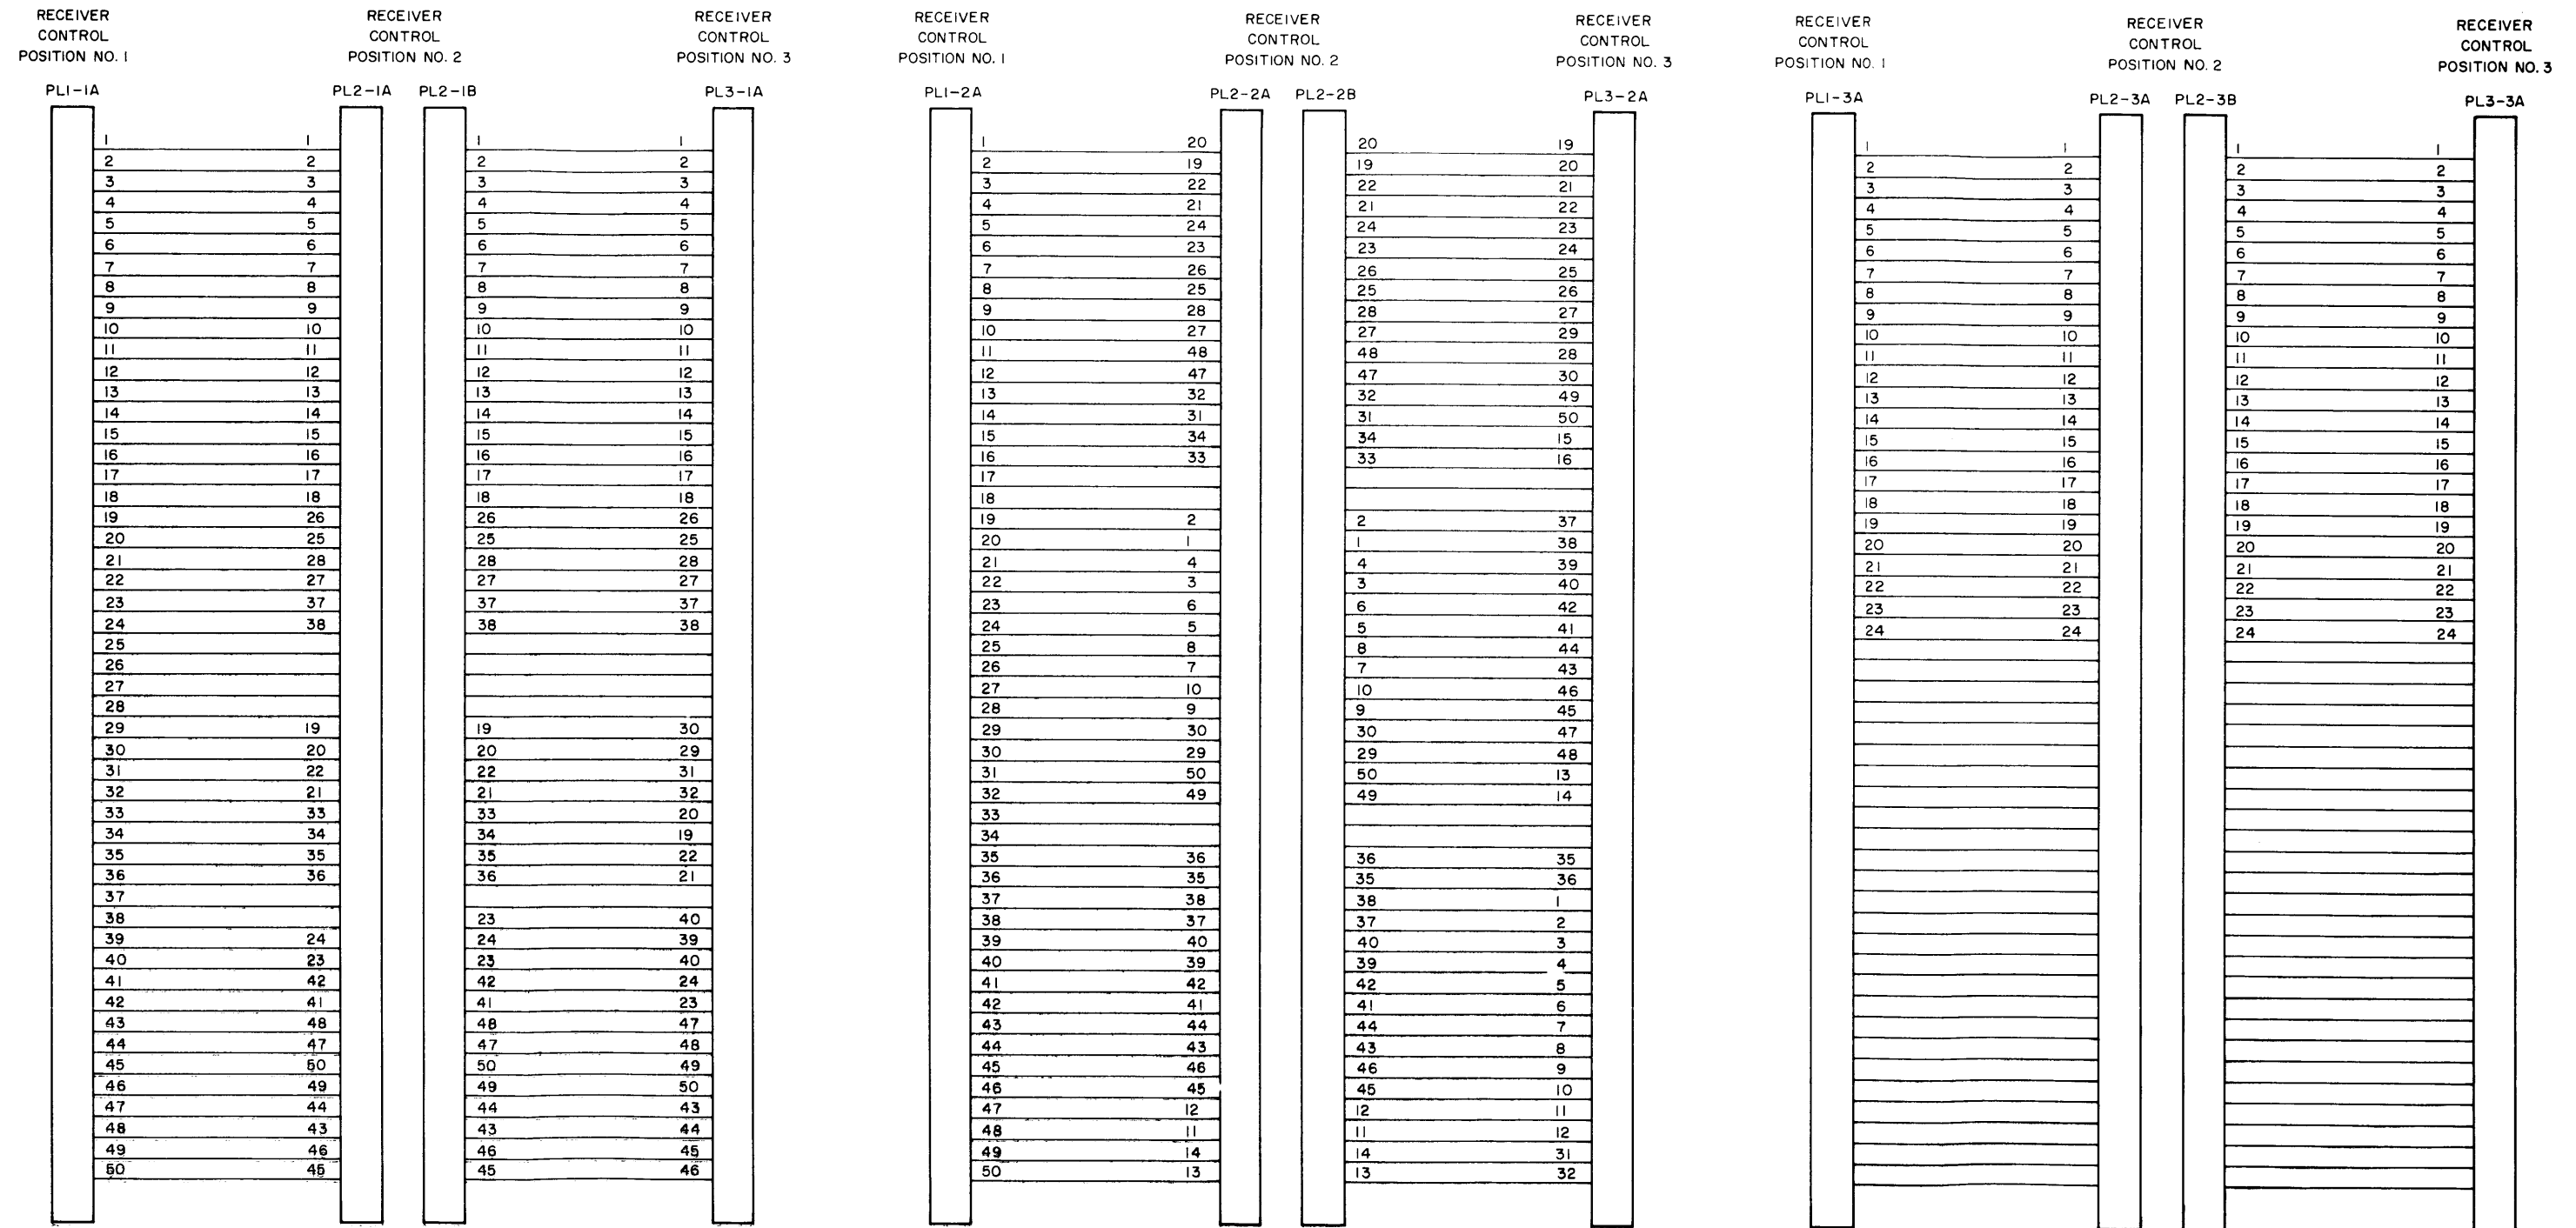 RECEIVER
CONTROL
POSITION NO. 1
RECEIVER
CONTROL
POSITION NO. 2
RECEIVER
CONTROL
POSITION NO. 3
PL1-1A PL2-1A PL2-1B PL3-1A
1 1 1 1
2 2 2 2
3 3 3 3
4 4 4 4
5 5 5 5
6 6 6 6
7 7 7 7
8 8 8 8
9 9 9 9
10 10 10 10
11 11 11 11
12 12 12 12
13 13 13 13
14 14 14 14
15 15 15 15
16 16 16 16
17 17 17 17
18 18 18 18
19 26 26 26
20 25 25 25
21 28 28 28
22 27 27 27
23 37 37 37
24 38 38 38
25
26
27
28
29 19 19 30
30 20 20 29
31 22 22 31
32 21 21 32
33 33 33 20
34 34 34 19
35 35 35 22
36 36 36 21
37
38 23 40
39 24 24 39
40 23 23 40
41 42 42 24
42 41 41 23
43 48 48 47
44 47 47 48
45 50 50 49
46 49 49 50
47 44 44 43
48 43 43 44
49 46 46 45
50 45 45 46
RECEIVER
CONTROL
POSITION NO. 1
RECEIVER
CONTROL
POSITION NO. 2
RECEIVER
CONTROL
POSITION NO. 3
PL1-2A PL2-2A PL2-2B PL3-2A
1 20 20 19
2 19 19 20
3 22 22 21
4 21 21 22
5 24 24 23
6 23 23 24
7 26 26 25
8 25 25 26
9 28 28 27
10 27 27 29
11 48 48 28
12 47 47 30
13 32 32 49
14 31 31 50
15 34 34 15
16 33 33 16
17
18
19 2 2 37
20 1 1 38
21 4 4 39
22 3 3 40
23 6 6 42
24 5 5 41
25 8 8 44
26 7 7 43
27 10 10 46
28 9 9 45
29 30 30 47
30 29 29 48
31 50 50 13
32 49 49 14
33
34
35 36 36 35
36 35 35 36
37 38 38 1
38 37 37 2
39 40 40 3
40 39 39 4
41 42 42 5
42 41 41 6
43 44 44 7
44 43 43 8
45 46 46 9
46 45 45 10
47 12 12 11
48 11 11 12
49 14 14 31
50 13 13 32
RECEIVER
CONTROL
POSITION NO. 1
RECEIVER
CONTROL
POSITION NO. 2
RECEIVER
CONTROL
POSITION NO. 3
PL1-3A PL2-3A PL2-3B PL3-3A
1 1 1 1
2 2 2 2
3 3 3 3
4 4 4 4
5 5 5 5
6 6 6 6
7 7 7 7
8 8 8 8
9 9 9 9
10 10 10 10
11 11 11 11
12 12 12 12
13 13 13 13
14 14 14 14
15 15 15 15
16 16 16 16
17 17 17 17
18 18 18 18
19 19 19 19
20 20 20 20
21 21 21 21
22 22 22 22
23 23 23 23
24 24 24 24